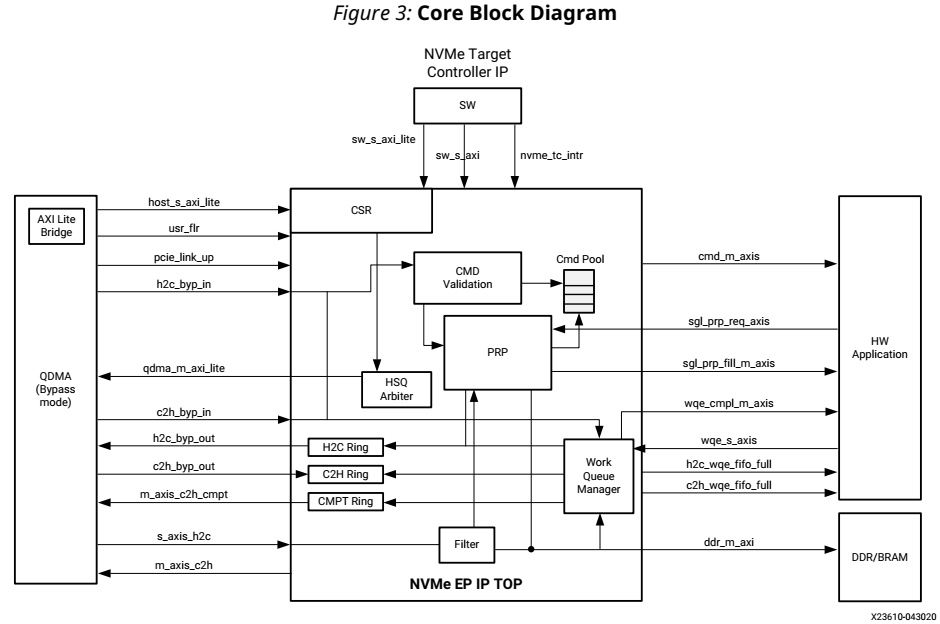 Figure 3: Core Block Diagram
NVMe Target
Controller IP
SW
sw_s_axi_lite
sw_s_axi
nvme_tc_intr
AXI Lite
Bridge
QDMA
(Bypass
mode)
host_s_axi_lite
usr_flr
pcie_link_up
h2c_byp_in
qdma_m_axi_lite
c2h_byp_in
h2c_byp_out
c2h_byp_out
m_axis_c2h_cmpt
s_axis_h2c
m_axis_c2h
CSR
CMD
Validation
Cmd Pool
PRP
HSQ
Arbiter
H2C Ring
C2H Ring
CMPT Ring
Work
Queue
Manager
Filter
NVMe EP IP TOP
cmd_m_axis
sgl_prp_req_axis
sgl_prp_fill_m_axis
wqe_cmpl_m_axis
wqe_s_axis
h2c_wqe_fifo_full
c2h_wqe_fifo_full
ddr_m_axi
HW
Application
DDR/BRAM
X23610-043020